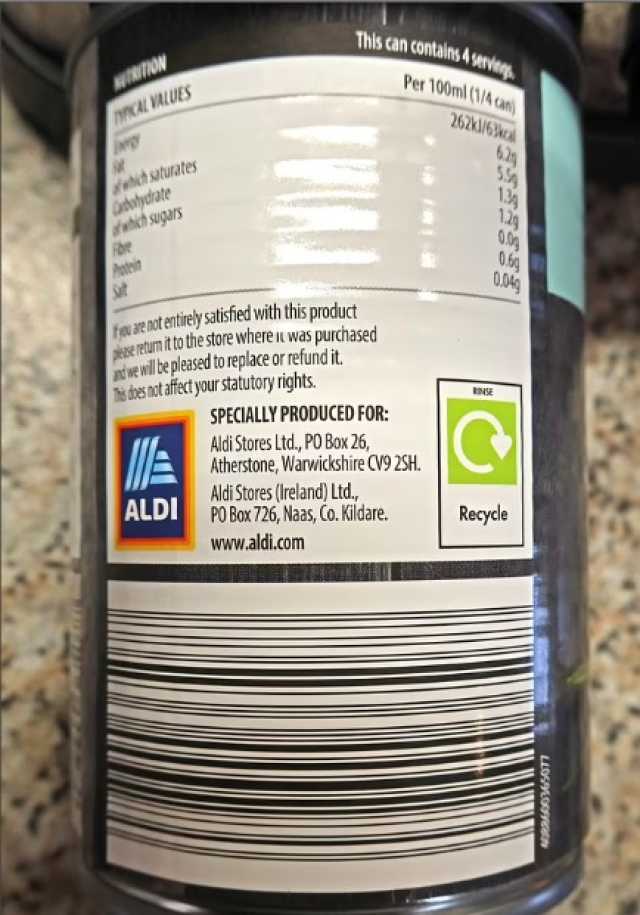 This can contains 4 servings.
NUTRITION
TYPICAL VALUES Per 100ml (1/4 can)
Energy 262kJ/63kcal
Fat 6.2g
of which saturates 5.5g
Carbohydrate 1.3g
of which sugars 1.2g
Fibre 0.0g
Protein 0.6g
Salt 0.04g
If you are not entirely satisfied with this product
please return it to the store where it was purchased
and we will be pleased to replace or refund it.
This does not affect your statutory rights.
SPECIALLY PRODUCED FOR:
Aldi Stores Ltd., PO Box 26,
Atherstone, Warwickshire CV9 2SH.
Aldi Stores (Ireland) Ltd.,
PO Box 726, Naas, Co. Kildare.
www.aldi.com
ALDI
RINSE
Recycle